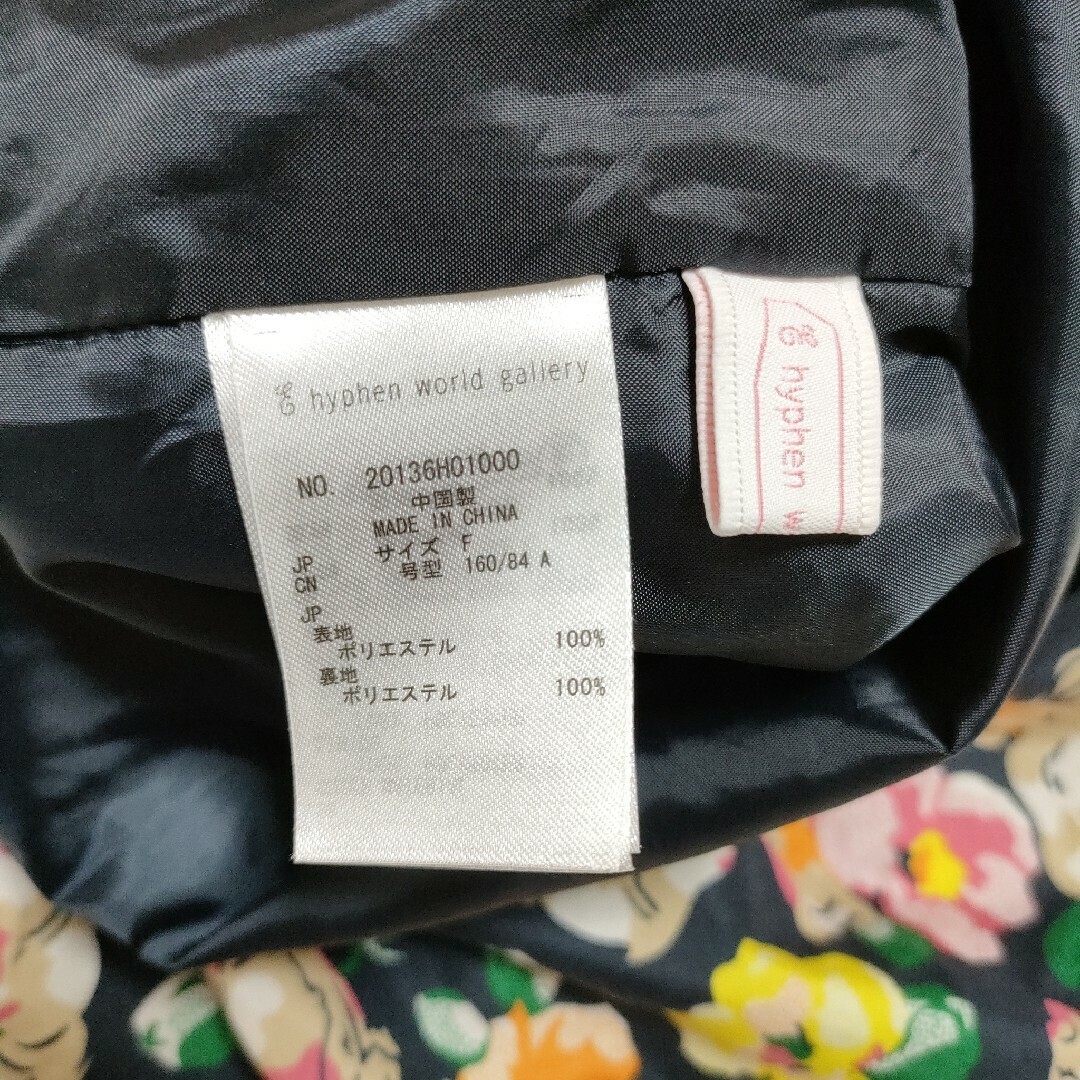 hyphen world gallery
NO. 20136H01000
中国製
MADE IN CHINA
JP サイズ F
CN 号型 160/84 A
JP
表地
ポリエステル 100%
裏地
ポリエステル 100%
hyphen w